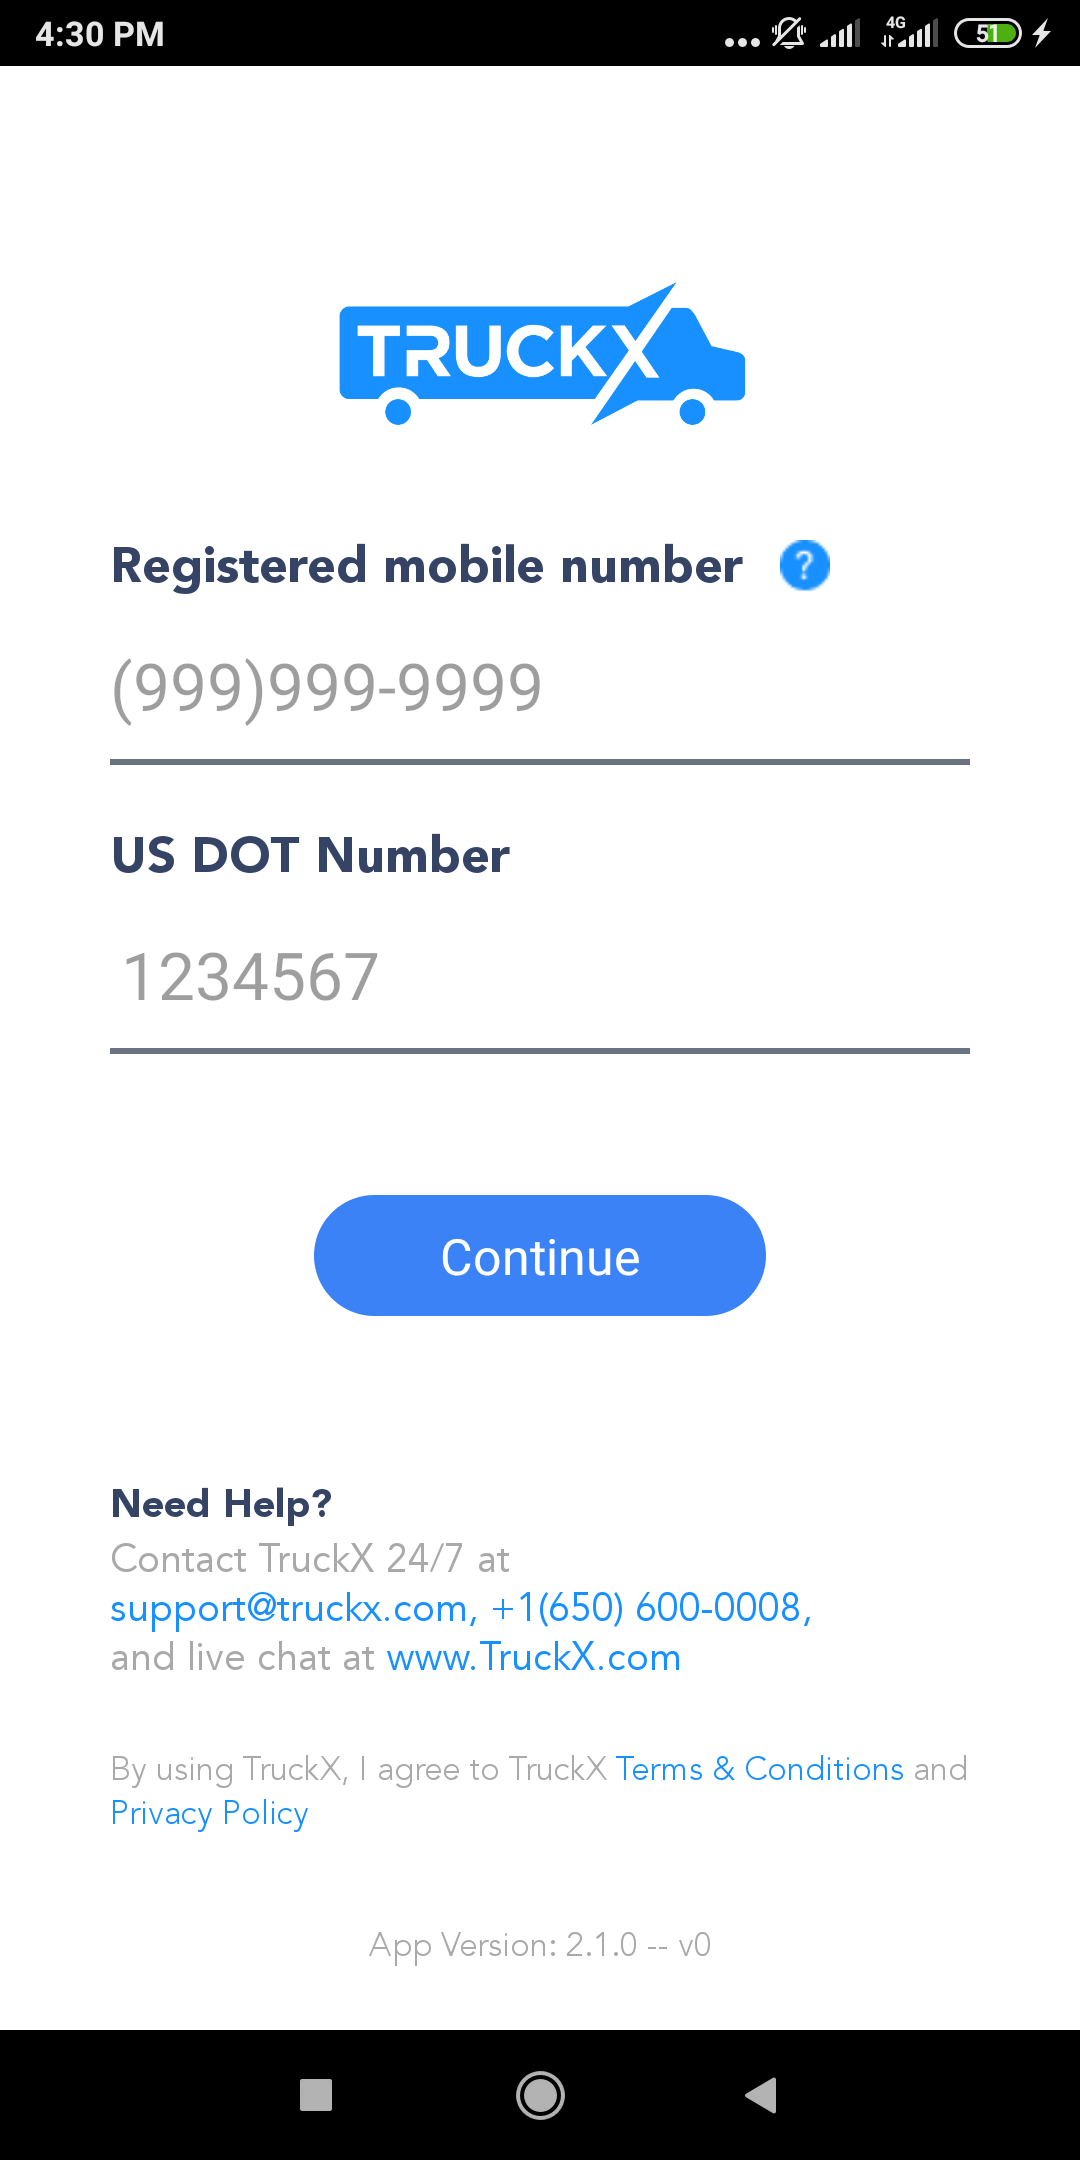 4:30 PM
4G
51
TRUCKX
Registered mobile number ?
(999)999-9999
US DOT Number
1234567
Continue
Need Help?
Contact TruckX 24/7 at
support@truckx.com, +1(650) 600-0008,
and live chat at www.TruckX.com
By using TruckX, I agree to TruckX Terms & Conditions and
Privacy Policy
App Version: 2.1.0 -- v0